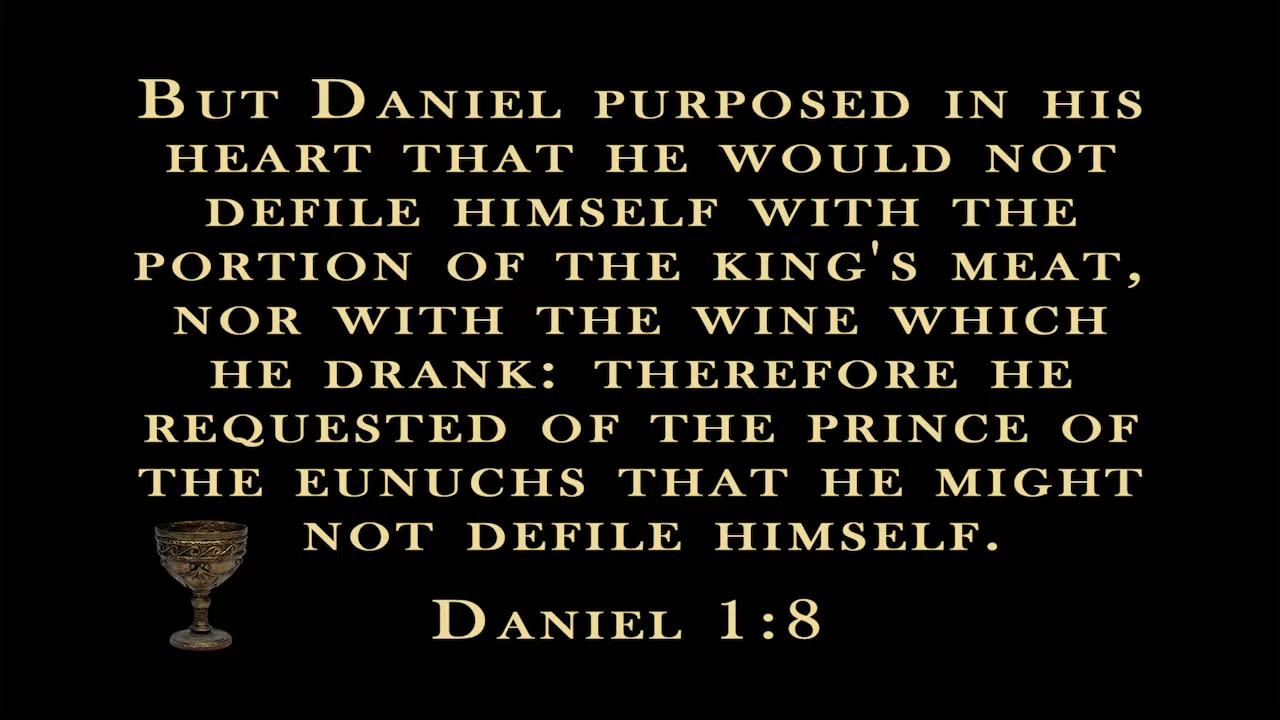 But Daniel purposed in his
heart that he would not
defile himself with the
portion of the king's meat,
nor with the wine which
he drank: therefore he
requested of the prince of
the eunuchs that he might
not defile himself.
Daniel 1:8